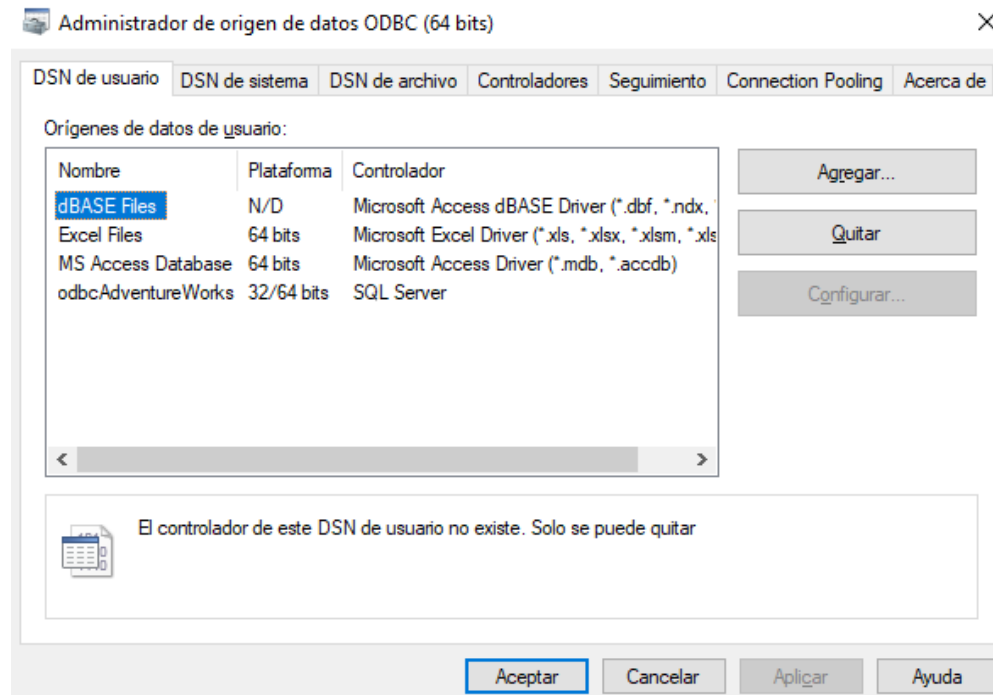 Administrador de origen de datos ODBC (64 bits)
DSN de usuario DSN de sistema DSN de archivo Controladores Seguimiento Connection Pooling Acerca de
Orígenes de datos de usuario:
Nombre Plataforma Controlador
dBASE Files N/D Microsoft Access dBASE Driver (*.dbf, *.ndx, *
Excel Files 64 bits Microsoft Excel Driver (*.xls, *.xlsx, *.xlsm, *.xls
MS Access Database 64 bits Microsoft Access Driver (*.mdb, *.accdb)
odbcAdventureWorks 32/64 bits SQL Server
Agregar...
Quitar
Configurar...
El controlador de este DSN de usuario no existe. Solo se puede quitar
Aceptar Cancelar Aplicar Ayuda